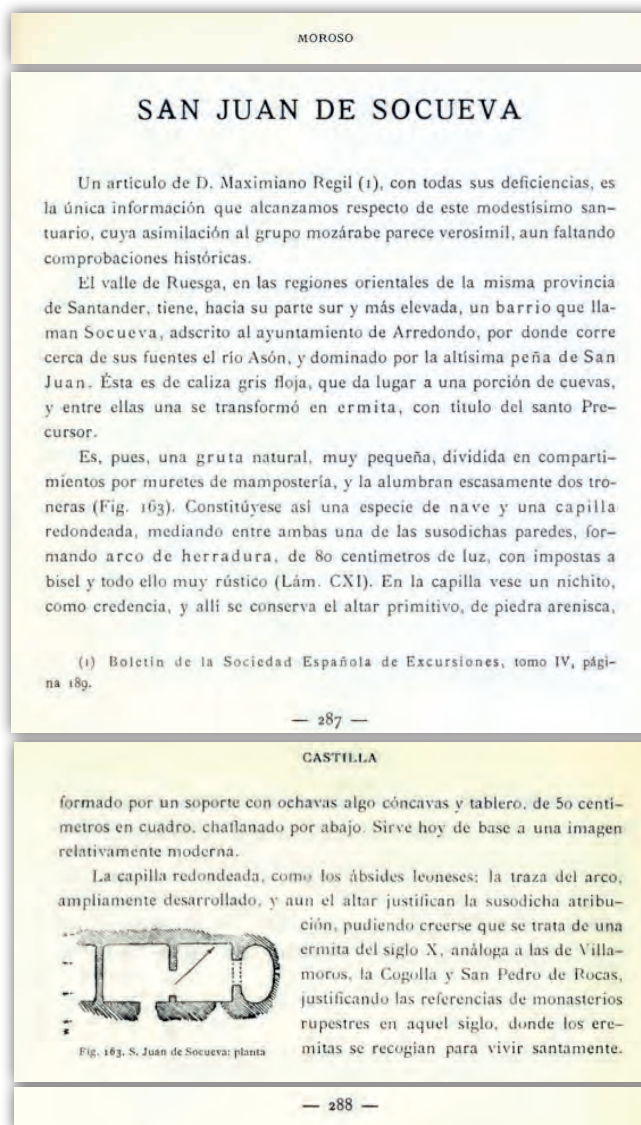 MOROSO
SAN JUAN DE SOCUEVA
Un artículo de D. Maximiano Regil (1), con todas sus deficiencias, es
la única información que alcanzamos respecto de este modestísimo san-
tuario, cuya asimilación al grupo mozárabe parece verosímil, aun faltando
comprobaciones históricas.
El valle de Ruesga, en las regiones orientales de la misma provincia
de Santander, tiene, hacia su parte sur y más elevada, un barrio que lla-
man Socueva, adscrito al ayuntamiento de Arredondo, por donde corre
cerca de sus fuentes el río Asón, y dominado por la altísima peña de San
Juan. Ésta es de caliza gris floja, que da lugar a una porción de cuevas,
y entre ellas una se transformó en ermita, con título del santo Pre-
cursor.
Es, pues, una gruta natural, muy pequeña, dividida en comparti-
mientos por muretes de mampostería, y la alumbran escasamente dos tro-
neras (Fig. 163). Constitúyese así una especie de nave y una capilla
redondeada, mediando entre ambas una de las susodichas paredes, for-
mando arco de herradura, de 80 centímetros de luz, con impostas a
bisel y todo ello muy rústico (Lám. CXI). En la capilla vese un nichito,
como credencia, y allí se conserva el altar primitivo, de piedra arenisca,
(1) Boletín de la Sociedad Española de Excursiones, tomo IV, pági-
na 189.
— 287 —
CASTILLA
formado por un soporte con ochavas algo cóncavas y tablero, de 50 centí-
metros en cuadro, chaflanado por abajo. Sirve hoy de base a una imagen
relativamente moderna.
La capilla redondeada, como los ábsides leoneses; la traza del arco,
ampliamente desarrollado, y aun el altar justifican la susodicha atribu-
ción, pudiendo creerse que se trata de una
ermita del siglo X, análoga a las de Villa-
moros, la Cogolla y San Pedro de Rocas,
justificando las referencias de monasterios
rupestres en aquel siglo, donde los ere-
mitas se recogían para vivir santamente.
Fig. 163. S. Juan de Socueva: planta
— 288 —